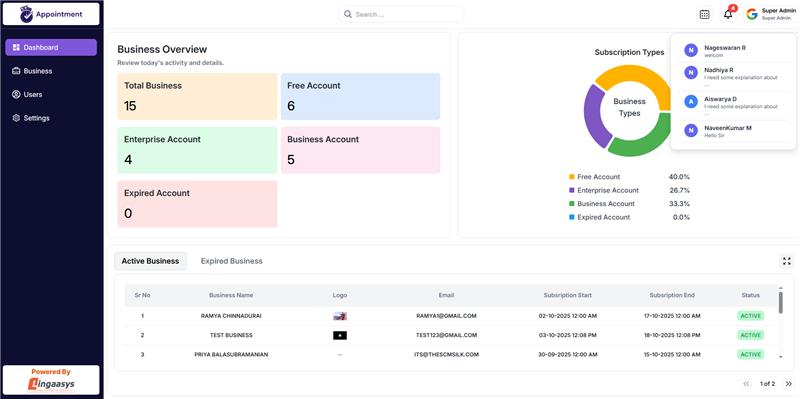 Appointment
Search ...
4
G
Super Admin
Super Admin
Dashboard
Business
Users
Settings
Powered By
Lingaasys
Business Overview
Review today's activity and details.
Total Business
15
Free Account
6
Enterprise Account
4
Business Account
5
Expired Account
0
Subscription Types
Business
Types
Free Account 40.0%
Enterprise Account 26.7%
Business Account 33.3%
Expired Account 0.0%
N
Nageswaran R
welcom
N
Nadhiya R
I need some explanation about
...
A
Aiswarya D
I need some explanation about
...
N
NaveenKumar M
Hello Sir
Active Business Expired Business
Sr No Business Name Logo Email Subsription Start Subsription End Status
1 RAMYA CHINNADURAI RAMYA1@GMAIL.COM 02-10-2025 12:00 AM 17-10-2025 12:00 AM ACTIVE
2 TEST BUSINESS TEST123@GMAIL.COM 03-10-2025 12:08 PM 18-10-2025 12:08 PM ACTIVE
3 PRIYA BALASUBRAMANIAN -- ITS@THESCMSILK.COM 30-09-2025 12:00 AM 15-10-2025 12:00 AM ACTIVE
1 of 2